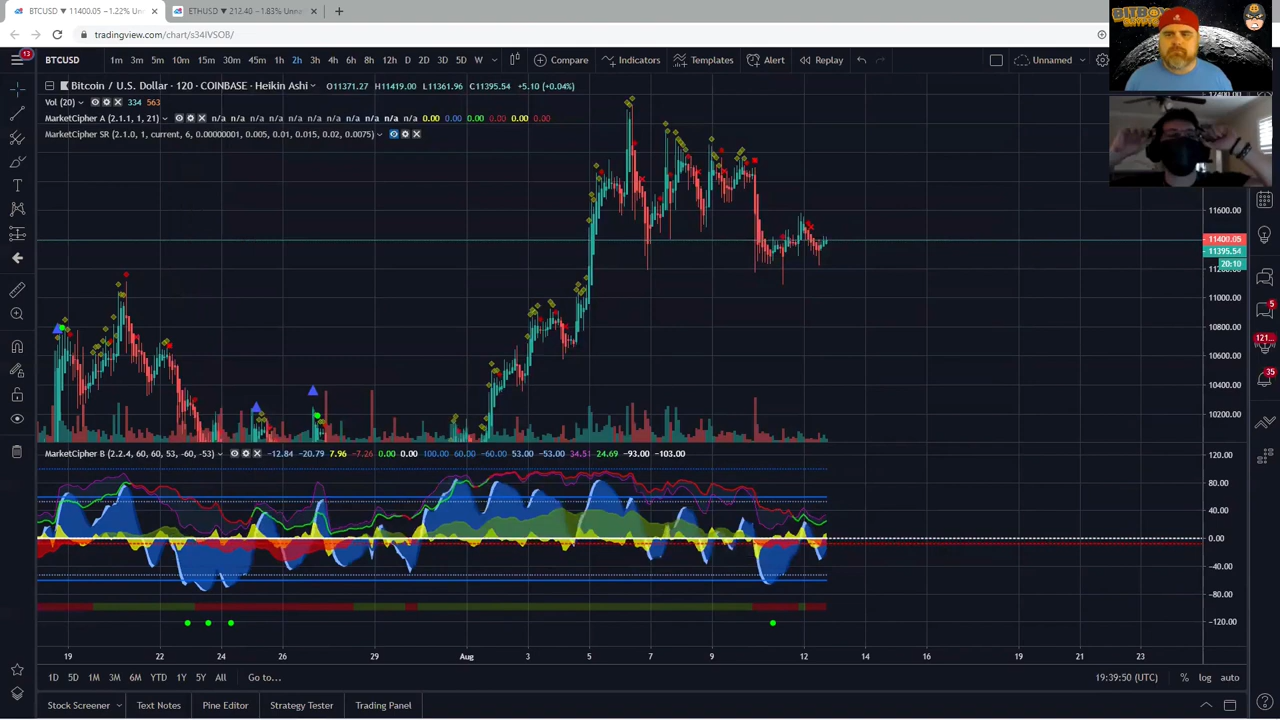 BTCUSD ▼ 11400.05 −1.22% Unn
ETHUSD ▼ 212.40 −1.83% Unn
tradingview.com/chart/s34IVSOB/
BITBOY
CRYPTO
13
BTCUSD
1m 3m 5m 10m 15m 30m 45m 1h 2h 3h 4h 6h 8h 12h D 2D 3D 5D W
Compare
Indicators
Templates
Alert
Replay
Unnamed
Bitcoin / U.S. Dollar · 120 · COINBASE · Heikin Ashi
O11371.27 H11419.00 L11361.96 C11395.54 +5.10 (+0.04%)
Vol (20) 334 563
MarketCipher A (2.1.1, 1, 21) n/a n/a n/a n/a n/a n/a n/a n/a 0.00 0.00 0.00 0.00 0.00 0.00
MarketCipher SR (2.1.0, 1, current, 6, 0.00000001, 0.005, 0.01, 0.015, 0.02, 0.0075)
11600.00
11400.05
11395.54
20:10
11000.00
10800.00
10600.00
10400.00
10200.00
5
121...
35
MarketCipher B (2.2.4, 60, 60, 53, -60, -53) −12.84 −20.79 7.96 −7.26 0.00 0.00 100.00 60.00 −60.00 53.00 −53.00 34.51 24.69 −93.00 −103.00
120.00
80.00
40.00
0.00
−40.00
−80.00
−120.00
19 22 24 26 29 Aug 3 5 7 9 12 14 16 19 21 23
1D 5D 1M 3M 6M YTD 1Y 5Y All Go to...
19:39:50 (UTC) % log auto
Stock Screener Text Notes Pine Editor Strategy Tester Trading Panel